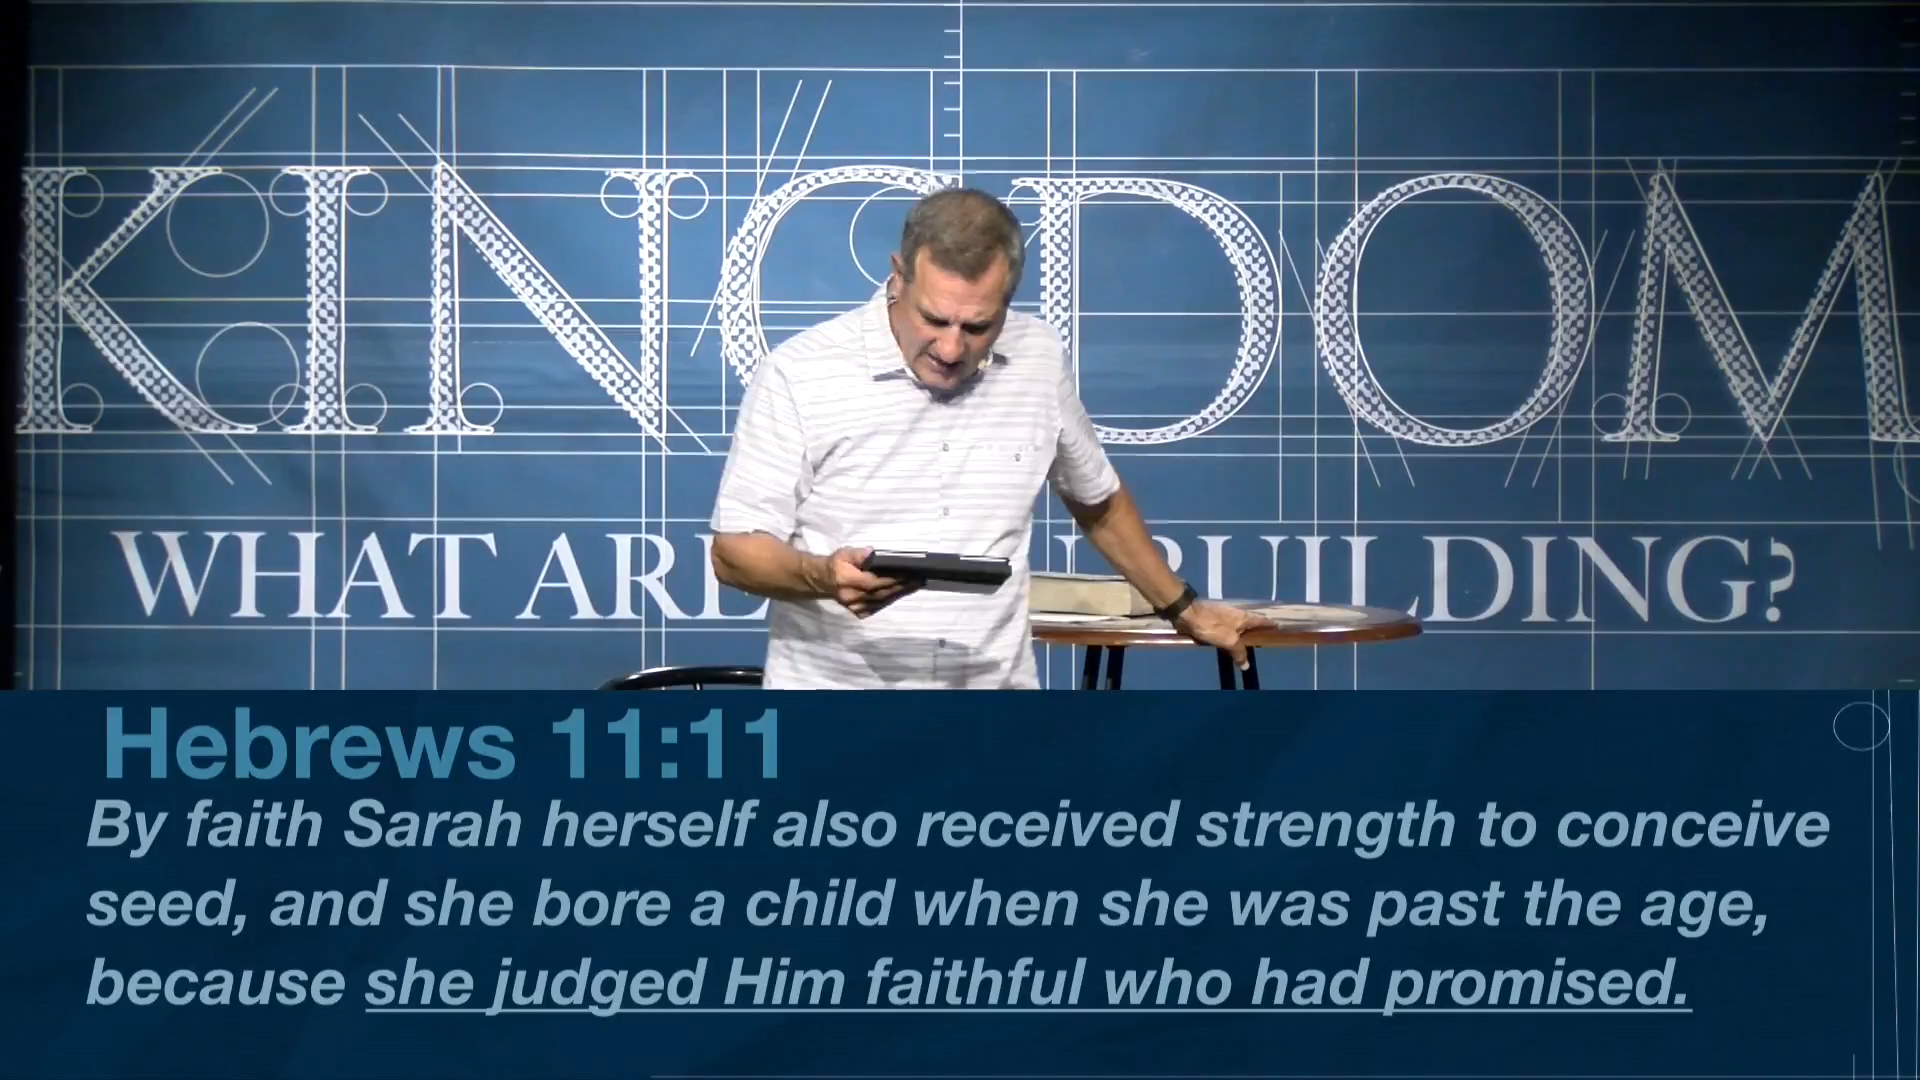 KINGDOM
WHAT ARE BUILDING?
Hebrews 11:11
By faith Sarah herself also received strength to conceive
seed, and she bore a child when she was past the age,
because she judged Him faithful who had promised.